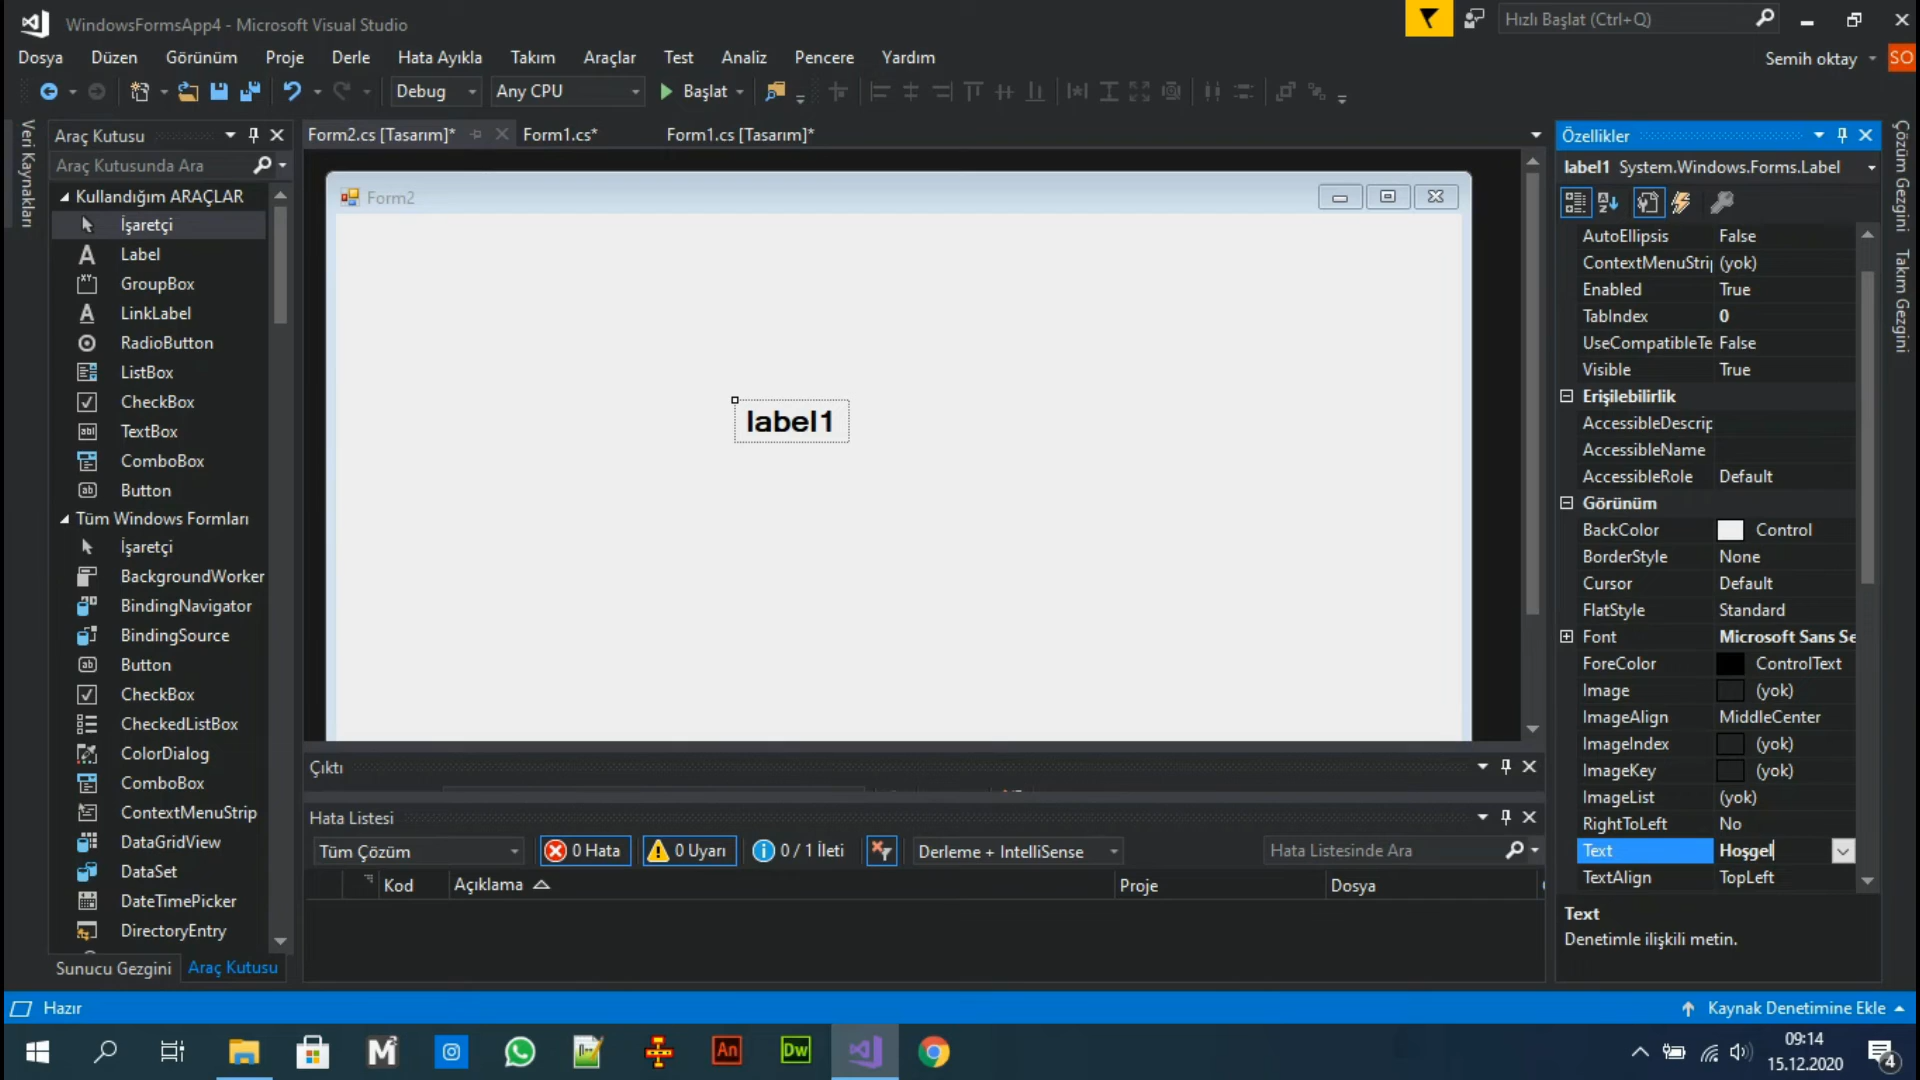 WindowsFormsApp4 - Microsoft Visual Studio
Hızlı Başlat (Ctrl+Q)
Dosya Düzen Görünüm Proje Derle Hata Ayıkla Takım Araçlar Test Analiz Pencere Yardım
Semih oktay SO
Debug Any CPU Başlat
Veri Kaynakları
Araç Kutusu
Araç Kutusunda Ara
Kullandığım ARAÇLAR
İşaretçi
Label
GroupBox
LinkLabel
RadioButton
ListBox
CheckBox
TextBox
ComboBox
Button
Tüm Windows Formları
İşaretçi
BackgroundWorker
BindingNavigator
BindingSource
Button
CheckBox
CheckedListBox
ColorDialog
ComboBox
ContextMenuStrip
DataGridView
DataSet
DateTimePicker
DirectoryEntry
Sunucu Gezgini Araç Kutusu
Form2.cs [Tasarım]* Form1.cs* Form1.cs [Tasarım]*
Form2
label1
Çıktı
Hata Listesi
Tüm Çözüm 0 Hata 0 Uyarı 0 / 1 İleti Derleme + IntelliSense Hata Listesinde Ara
Kod Açıklama Proje Dosya
Özellikler
label1 System.Windows.Forms.Label
AutoEllipsis False
ContextMenuStrip (yok)
Enabled True
TabIndex 0
UseCompatibleTe False
Visible True
Erişilebilirlik
AccessibleDescrip
AccessibleName
AccessibleRole Default
Görünüm
BackColor Control
BorderStyle None
Cursor Default
FlatStyle Standard
Font Microsoft Sans Se
ForeColor ControlText
Image (yok)
ImageAlign MiddleCenter
ImageIndex (yok)
ImageKey (yok)
ImageList (yok)
RightToLeft No
Text Hoşgel
TextAlign TopLeft
Text
Denetimle ilişkili metin.
Çözüm Gezgini
Takım Gezgini
Hazır
Kaynak Denetimine Ekle
An
Dw
09:14
15.12.2020
4